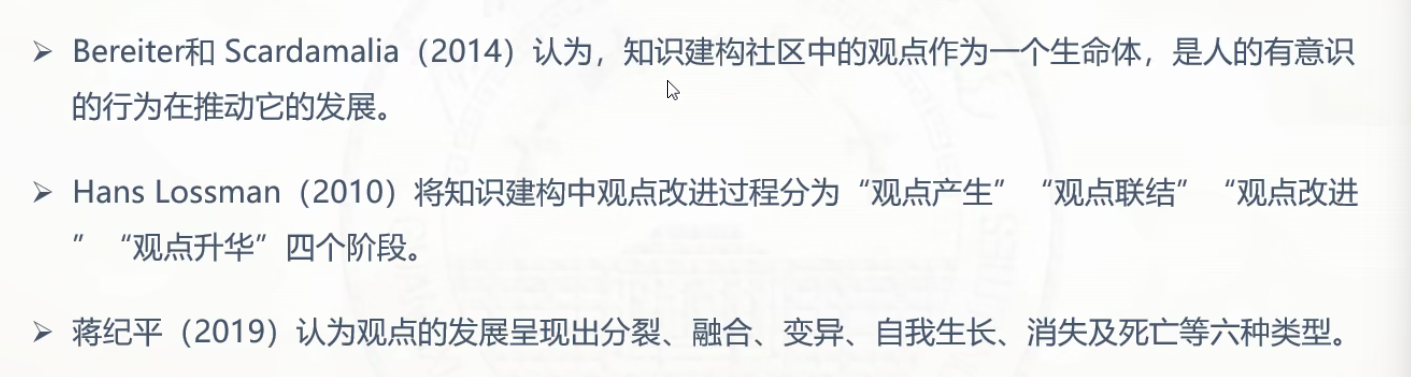 ➢ Bereiter和 Scardamalia（2014）认为，知识建构社区中的观点作为一个生命体，是人的有意识
的行为在推动它的发展。
➢ Hans Lossman（2010）将知识建构中观点改进过程分为“观点产生” “观点联结” “观点改进
” “观点升华”四个阶段。
➢ 蒋纪平（2019）认为观点的发展呈现出分裂、融合、变异、自我生长、消失及死亡等六种类型。